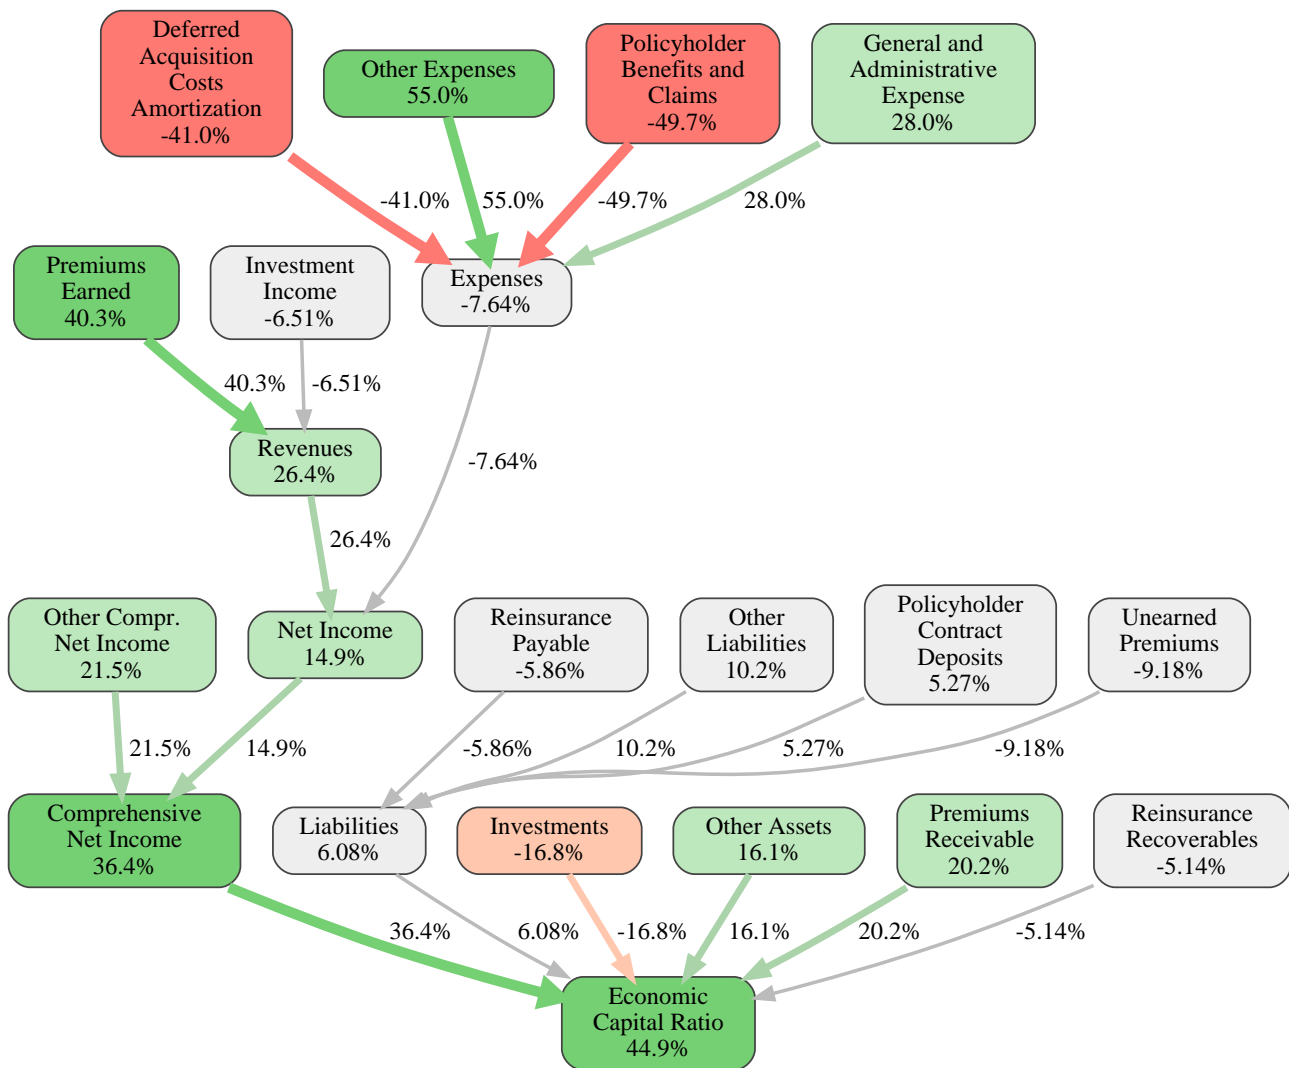 Deferred
Acquisition
Costs
Amortization
-41.0%
Other Expenses
55.0%
Policyholder
Benefits and
Claims
-49.7%
General and
Administrative
Expense
28.0%
-41.0%
55.0%
-49.7%
28.0%
Premiums
Earned
40.3%
Investment
Income
-6.51%
Expenses
-7.64%
40.3%
-6.51%
Revenues
26.4%
-7.64%
26.4%
Other Compr.
Net Income
21.5%
Net Income
14.9%
Reinsurance
Payable
-5.86%
Other
Liabilities
10.2%
Policyholder
Contract
Deposits
5.27%
Unearned
Premiums
-9.18%
21.5%
14.9%
-5.86%
10.2%
5.27%
-9.18%
Comprehensive
Net Income
36.4%
Liabilities
6.08%
Investments
-16.8%
Other Assets
16.1%
Premiums
Receivable
20.2%
Reinsurance
Recoverables
-5.14%
36.4%
6.08%
-16.8%
16.1%
20.2%
-5.14%
Economic
Capital Ratio
44.9%